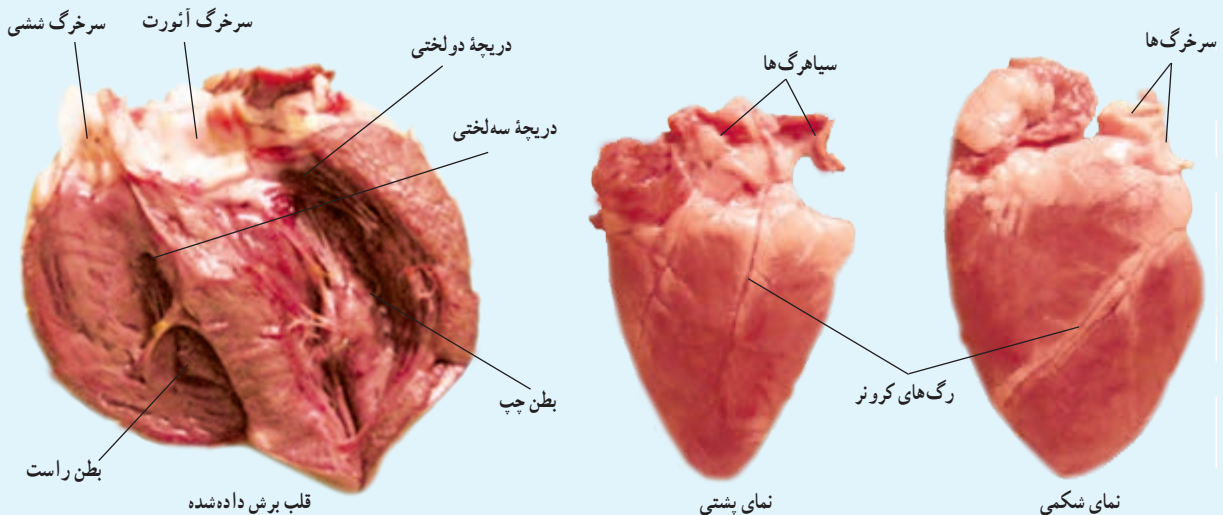 سرخرگ‌ها
سیاهرگ‌ها
رگ‌های کرونر
نمای شکمی
نمای پشتی
سرخرگ ششی
سرخرگ آئورت
دریچهٔ دولختی
دریچهٔ سه‌لختی
بطن چپ
بطن راست
قلب برش داده‌شده